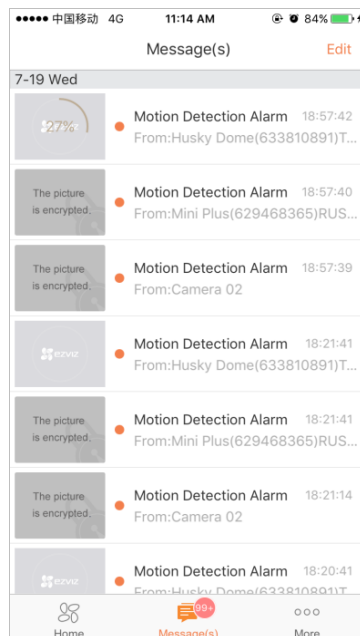 中国移动 4G 11:14 AM 84%
Message(s) Edit
7-19 Wed
27%
Motion Detection Alarm 18:57:42
From:Husky Dome(633810891)T...
The picture
is encrypted.
Motion Detection Alarm 18:57:40
From:Mini Plus(629468365)RUS...
The picture
is encrypted.
Motion Detection Alarm 18:57:39
From:Camera 02
ezviz
Motion Detection Alarm 18:21:41
From:Husky Dome(633810891)T...
The picture
is encrypted.
Motion Detection Alarm 18:21:41
From:Mini Plus(629468365)RUS...
The picture
is encrypted.
Motion Detection Alarm 18:21:14
From:Camera 02
ezviz
Motion Detection Alarm 18:20:41
From:Husky Dome(633810891)T...
99+
Home Message(s) More